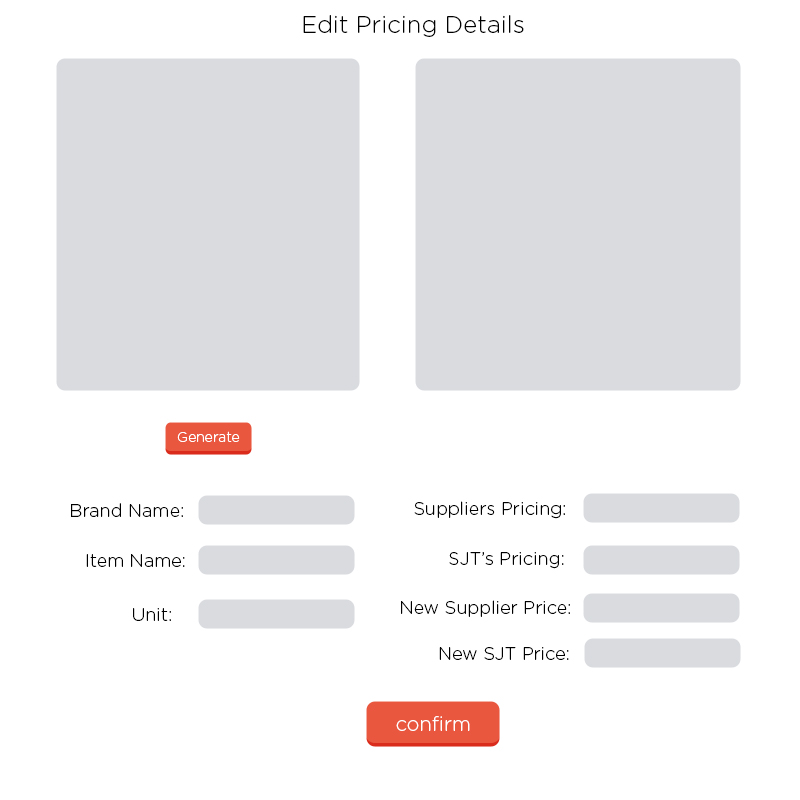 Edit Pricing Details
Generate
Brand Name:
Item Name:
Unit:
Suppliers Pricing:
SJT’s Pricing:
New Supplier Price:
New SJT Price:
confirm